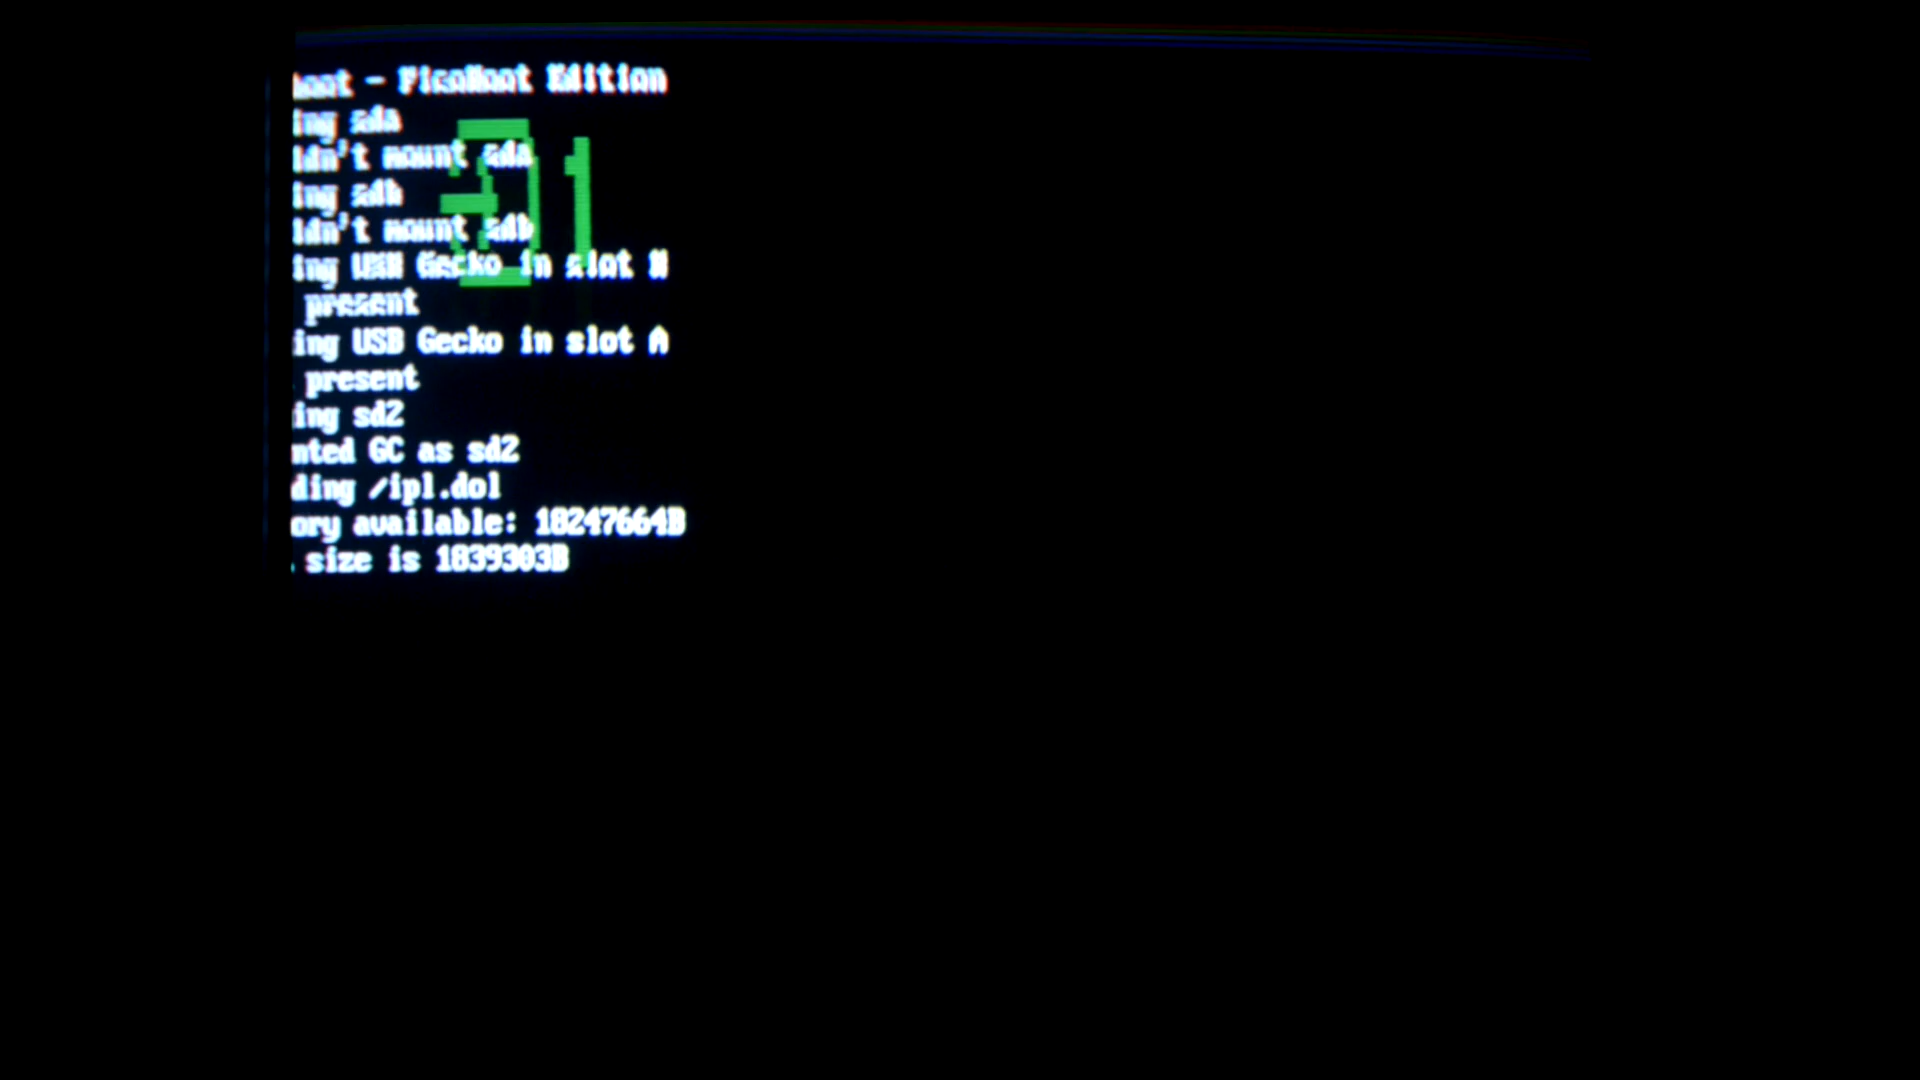 boot - PicoBoot Edition
ing sda
ldn't mount sda
ing sdb
ldn't mount sdb
ing USB Gecko in slot B
present
ing USB Gecko in slot A
present
ing sd2
nted GC as sd2
ding /ipl.dol
ory available: 18247664B
size is 1839303B